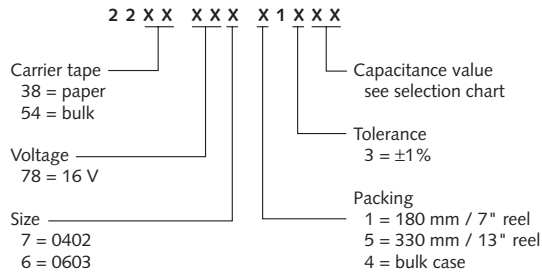 2 2 X X X X X X 1 X X X
Carrier tape
38 = paper
54 = bulk
Voltage
78 = 16 V
Size
7 = 0402
6 = 0603
Capacitance value
see selection chart
Tolerance
3 = ±1%
Packing
1 = 180 mm / 7" reel
5 = 330 mm / 13" reel
4 = bulk case